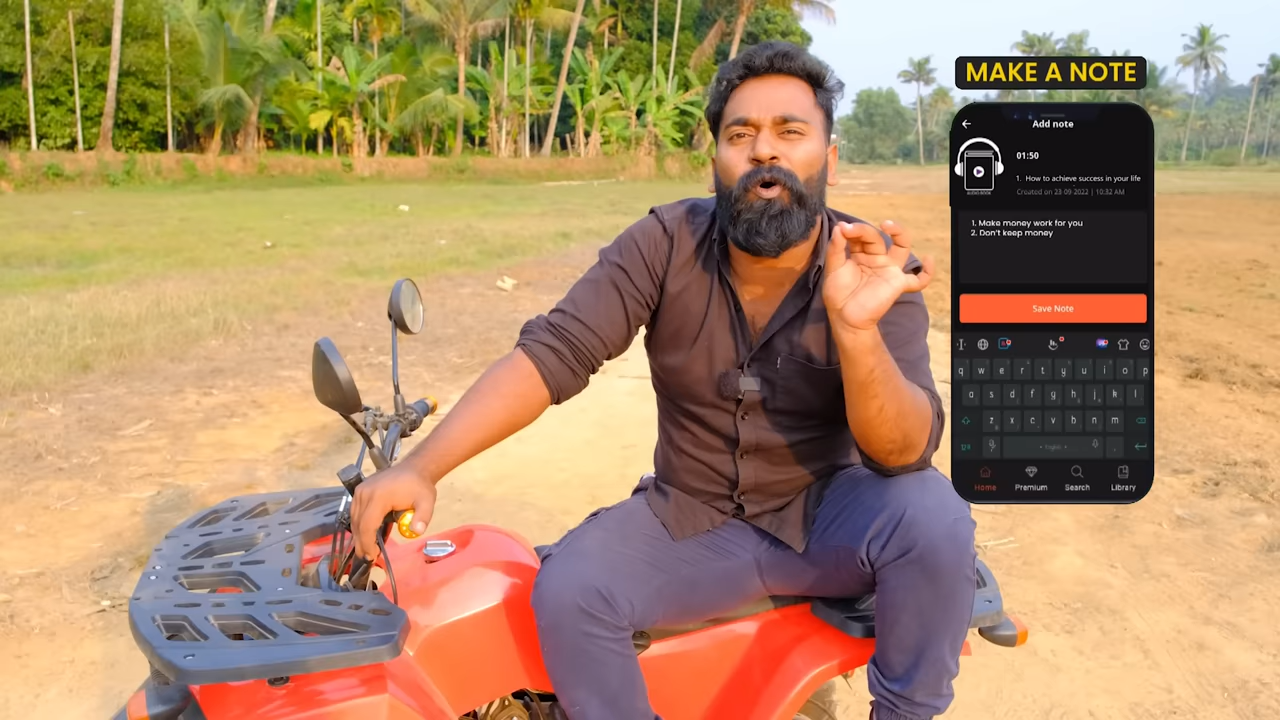 MAKE A NOTE
Add note
01:50
1. How to achieve success in your life
Created on 23-09-2022 | 10:32 AM
1. Make money work for you
2. Don't keep money
Save Note
q w e r t y u i o p
a s d f g h j k l
z x c v b n m
English
Home Premium Search Library